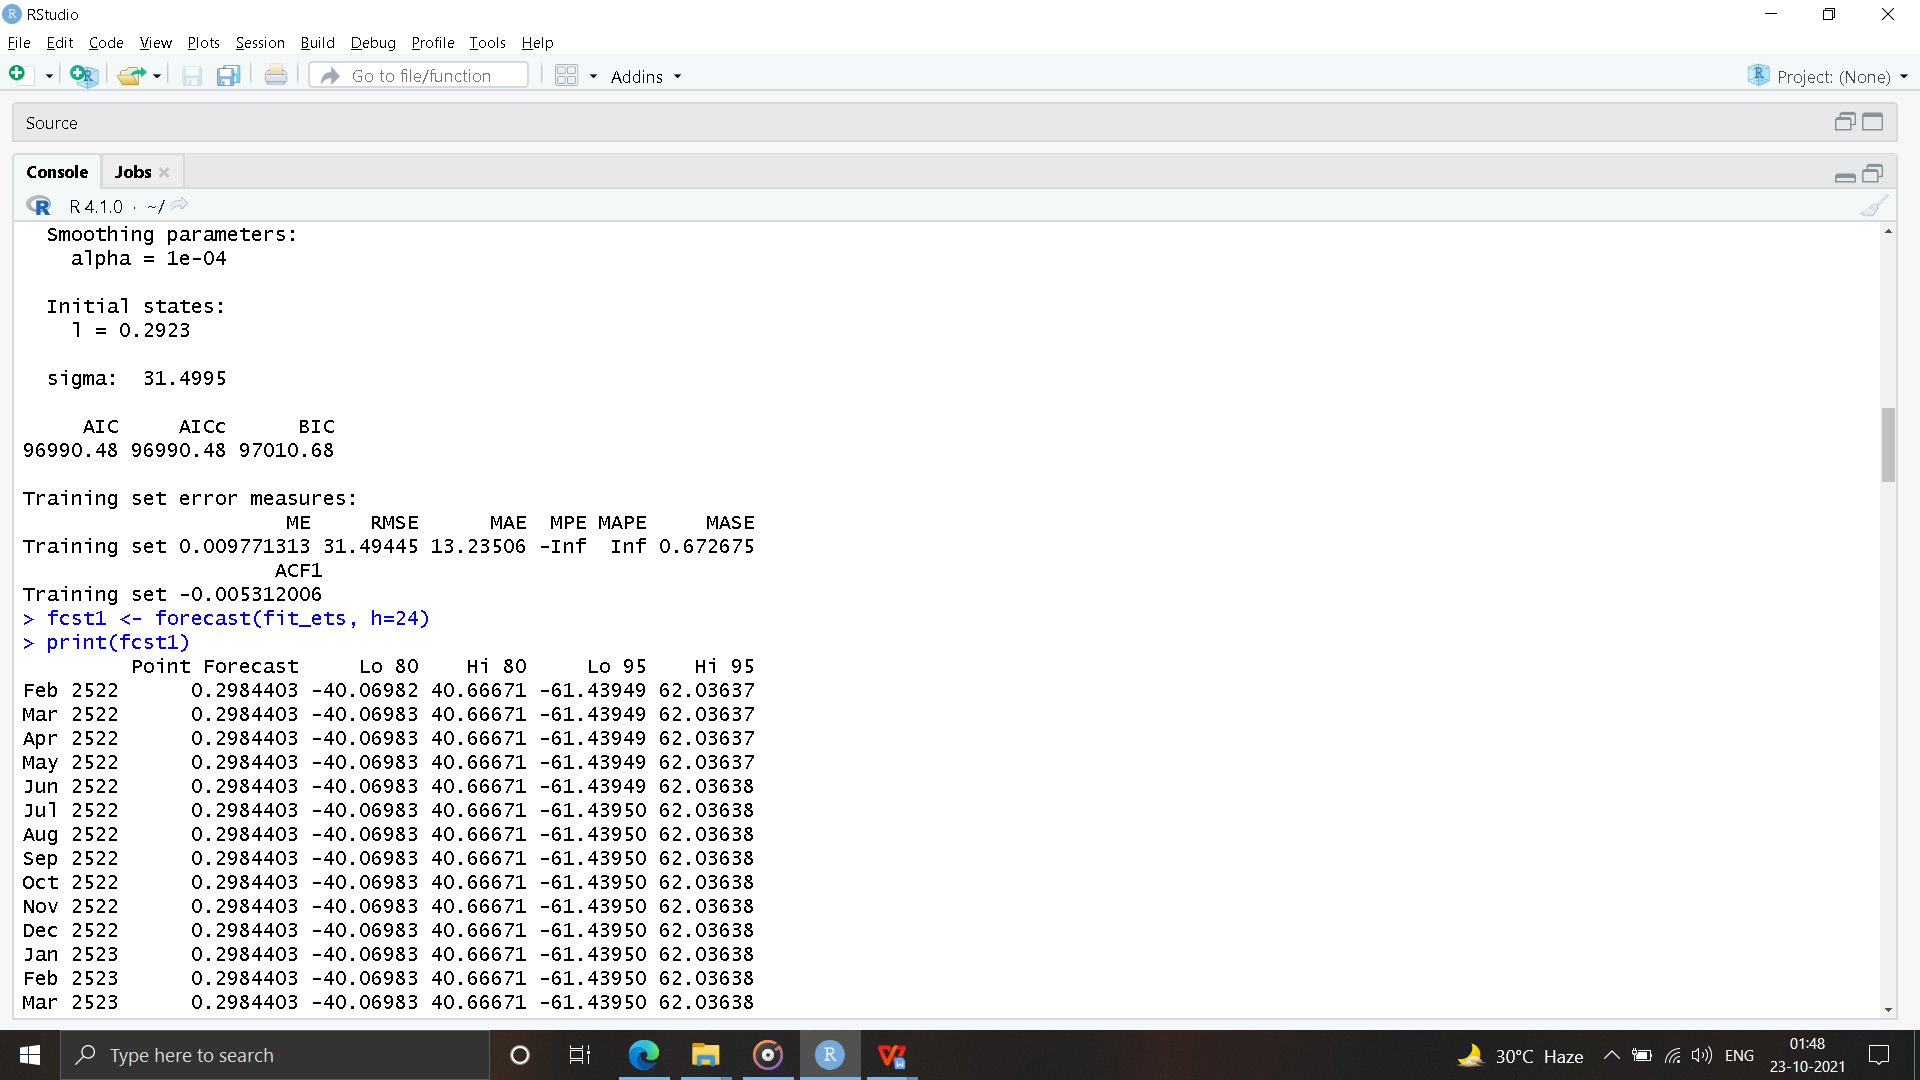 RStudio
File Edit Code View Plots Session Build Debug Profile Tools Help
Go to file/function Addins Project: (None)
Source
Console Jobs
R 4.1.0 · ~/
Smoothing parameters:
alpha = 1e-04
Initial states:
l = 0.2923
sigma: 31.4995
AIC AICc BIC
96990.48 96990.48 97010.68
Training set error measures:
ME RMSE MAE MPE MAPE MASE
Training set 0.009771313 31.49445 13.23506 -Inf Inf 0.672675
ACF1
Training set -0.005312006
> fcst1 <- forecast(fit_ets, h=24)
> print(fcst1)
Point Forecast Lo 80 Hi 80 Lo 95 Hi 95
Feb 2522 0.2984403 -40.06982 40.66671 -61.43949 62.03637
Mar 2522 0.2984403 -40.06983 40.66671 -61.43949 62.03637
Apr 2522 0.2984403 -40.06983 40.66671 -61.43949 62.03637
May 2522 0.2984403 -40.06983 40.66671 -61.43949 62.03637
Jun 2522 0.2984403 -40.06983 40.66671 -61.43949 62.03638
Jul 2522 0.2984403 -40.06983 40.66671 -61.43950 62.03638
Aug 2522 0.2984403 -40.06983 40.66671 -61.43950 62.03638
Sep 2522 0.2984403 -40.06983 40.66671 -61.43950 62.03638
Oct 2522 0.2984403 -40.06983 40.66671 -61.43950 62.03638
Nov 2522 0.2984403 -40.06983 40.66671 -61.43950 62.03638
Dec 2522 0.2984403 -40.06983 40.66671 -61.43950 62.03638
Jan 2523 0.2984403 -40.06983 40.66671 -61.43950 62.03638
Feb 2523 0.2984403 -40.06983 40.66671 -61.43950 62.03638
Mar 2523 0.2984403 -40.06983 40.66671 -61.43950 62.03638
Type here to search 30°C Haze ENG 01:48
23-10-2021